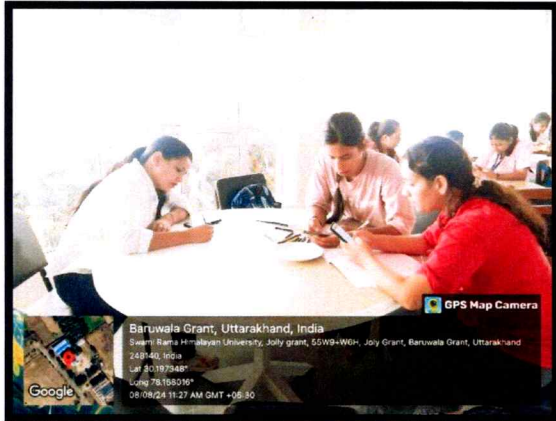 GPS Map Camera
Baruwala Grant, Uttarakhand, India
Swami Rama Himalayan University, Jolly grant, 55W9+W6H, Joly Grant, Baruwala Grant, Uttarakhand
248140, India
Lat 30.197348°
Long 78.168016°
08/08/24 11:27 AM GMT +05:30
Google